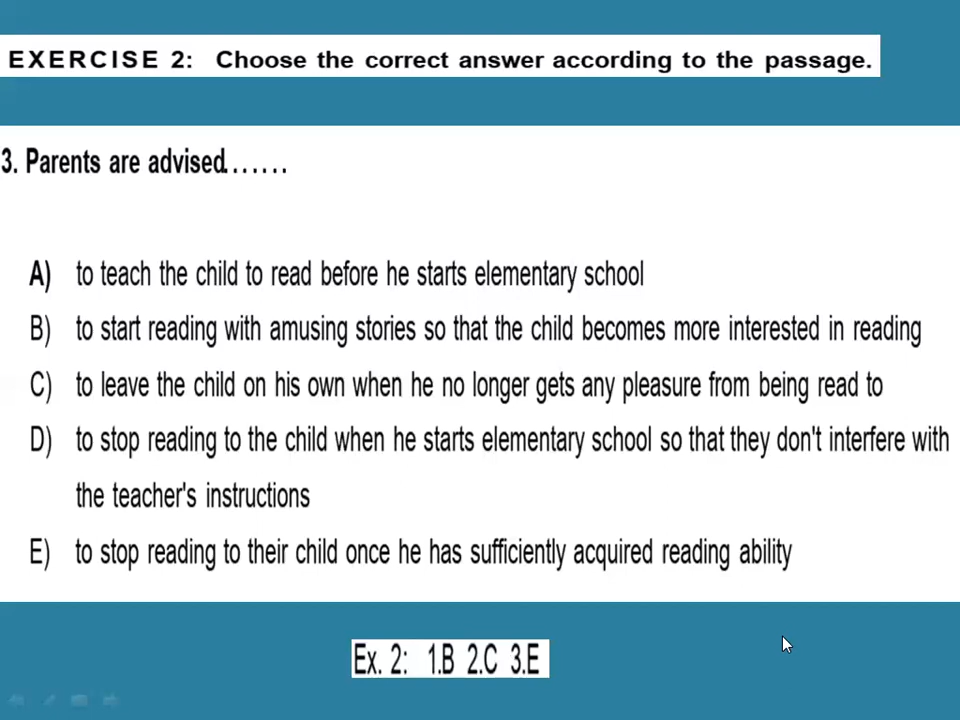 EXERCISE 2: Choose the correct answer according to the passage.
3. Parents are advised.......
A) to teach the child to read before he starts elementary school
B) to start reading with amusing stories so that the child becomes more interested in reading
C) to leave the child on his own when he no longer gets any pleasure from being read to
D) to stop reading to the child when he starts elementary school so that they don't interfere with
the teacher's instructions
E) to stop reading to their child once he has sufficiently acquired reading ability
Ex. 2: 1.B 2.C 3.E